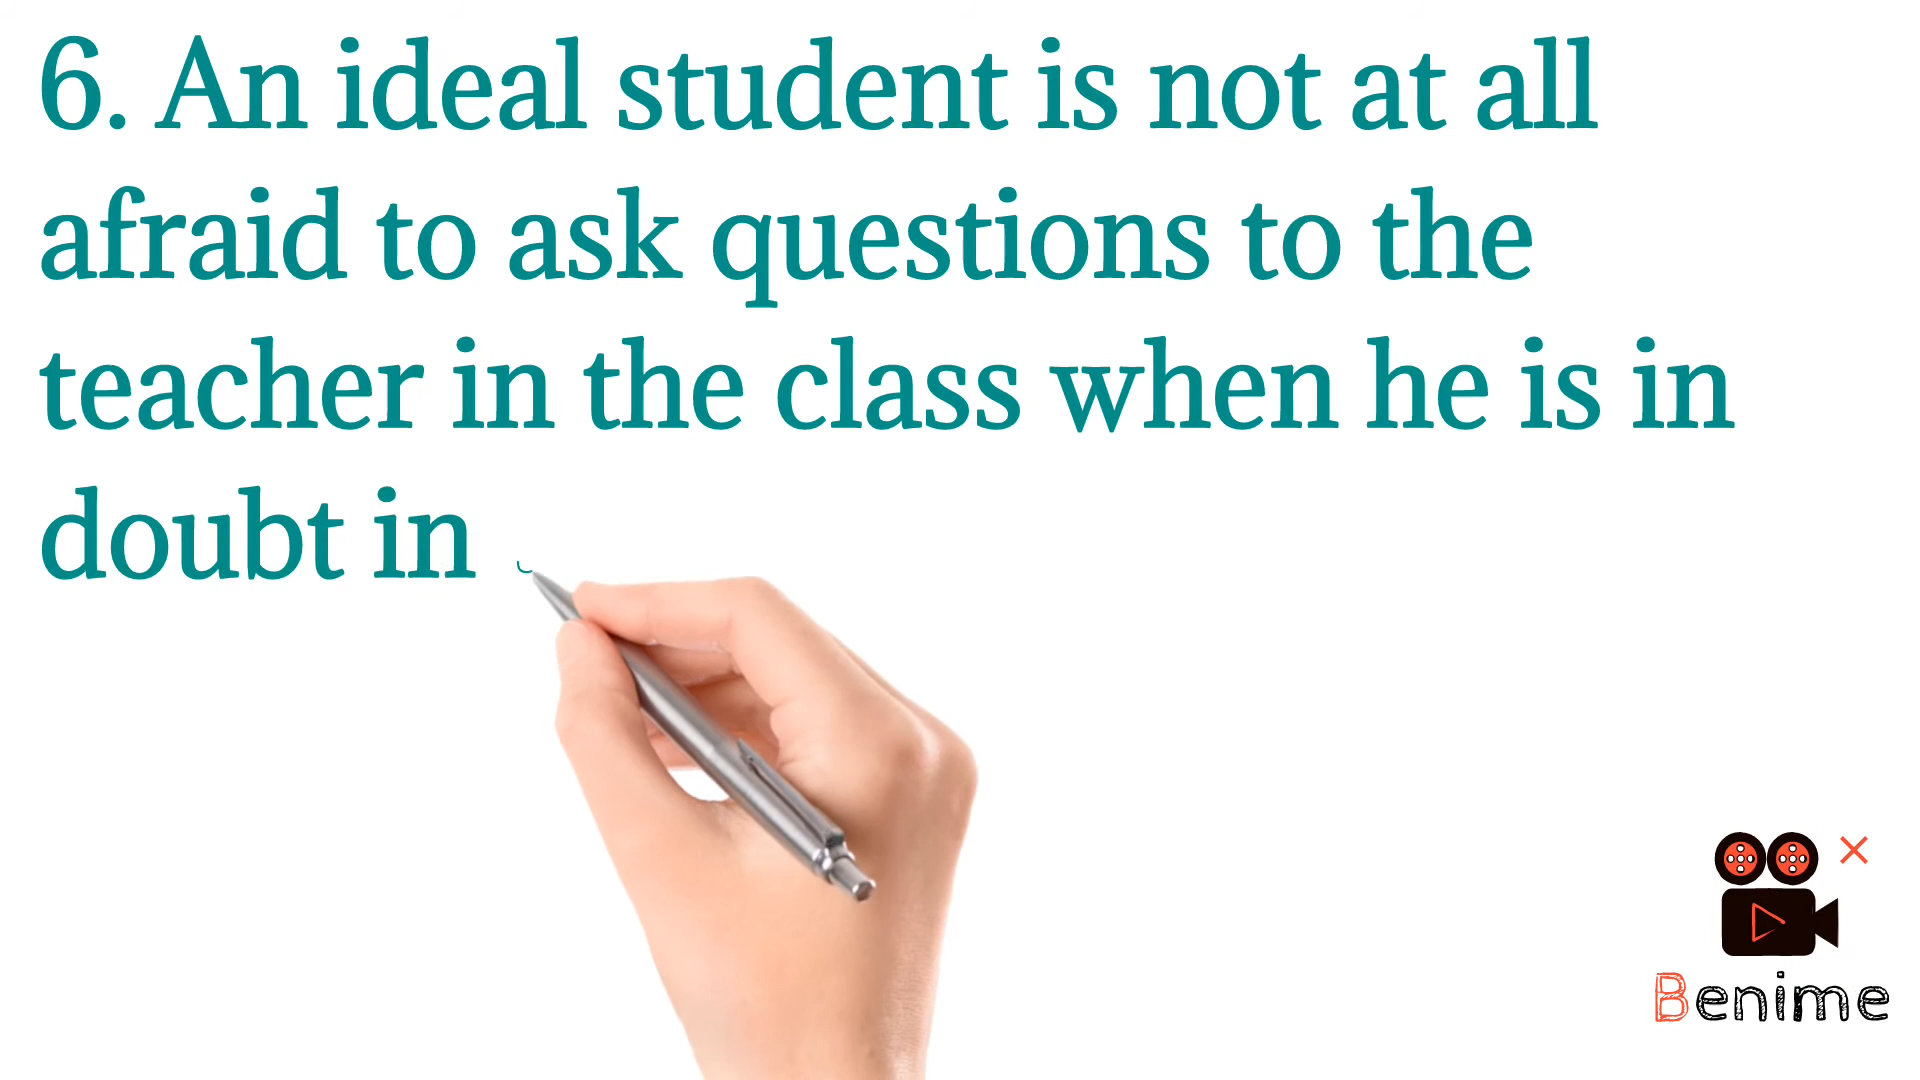 6. An ideal student is not at all
afraid to ask questions to the
teacher in the class when he is in
doubt in
Benime